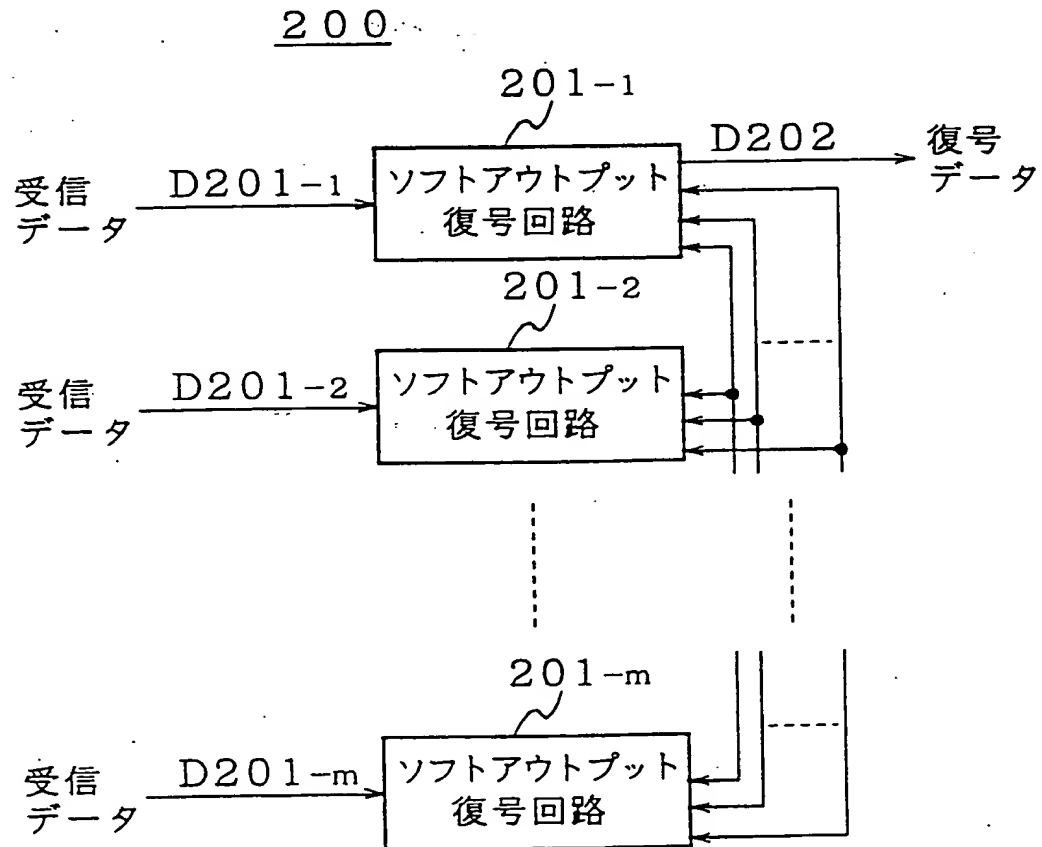 200
201-1
D202
復号
データ
受信
データ
D201-1
ソフトアウトプット
復号回路
201-2
受信
データ
D201-2
ソフトアウトプット
復号回路
201-m
受信
データ
D201-m
ソフトアウトプット
復号回路